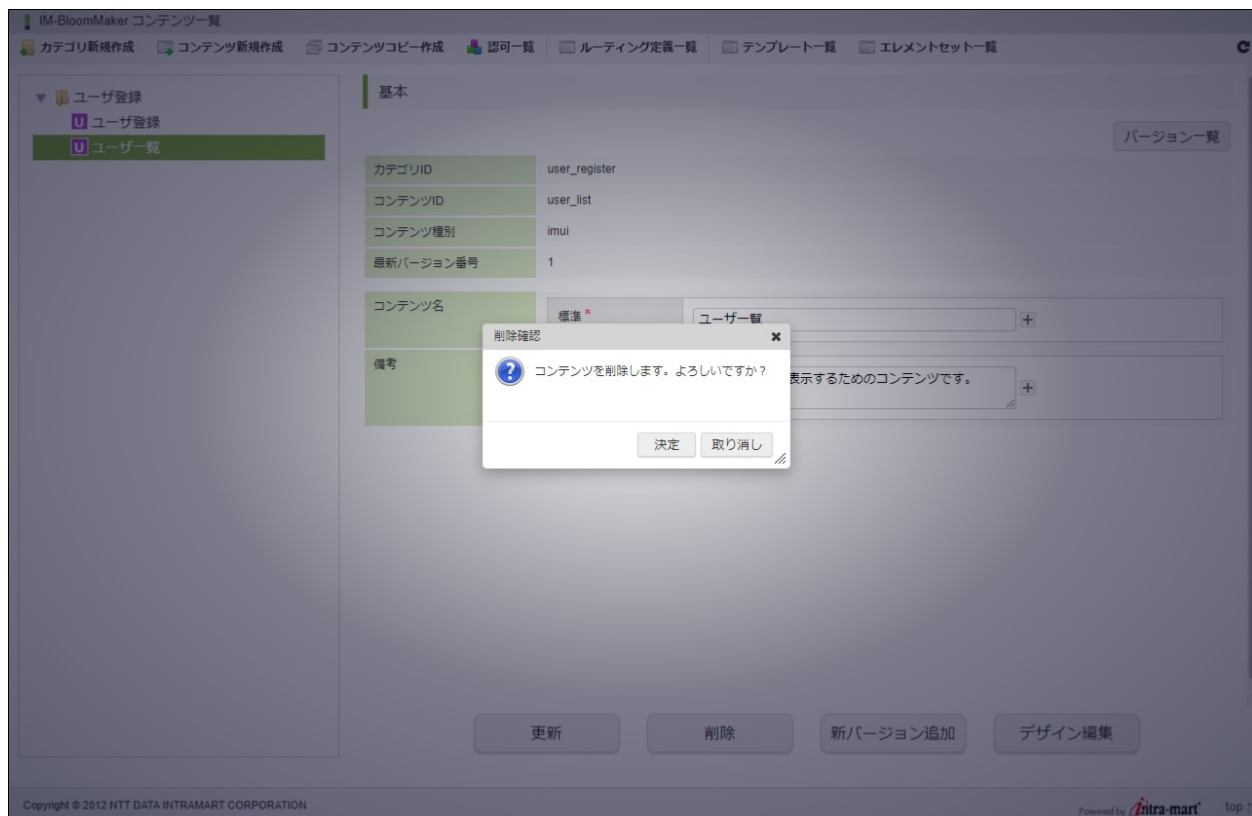 IM-BloomMaker コンテンツ一覧
カテゴリ新規作成 コンテンツ新規作成 コンテンツコピー作成 認可一覧 ルーティング定義一覧 テンプレート一覧 エレメントセット一覧
ユーザ登録
ユーザ登録
ユーザ一覧
基本
バージョン一覧
カテゴリID user_register
コンテンツID user_list
コンテンツ種別 imui
最新バージョン番号 1
コンテンツ名 標準 * ユーザ一覧
削除確認
備考 表示するためのコンテンツです。
コンテンツを削除します。よろしいですか?
決定 取り消し
更新 削除 新バージョン追加 デザイン編集
Copyright © 2012 NTT DATA INTRAMART CORPORATION
Powered by intra-mart top